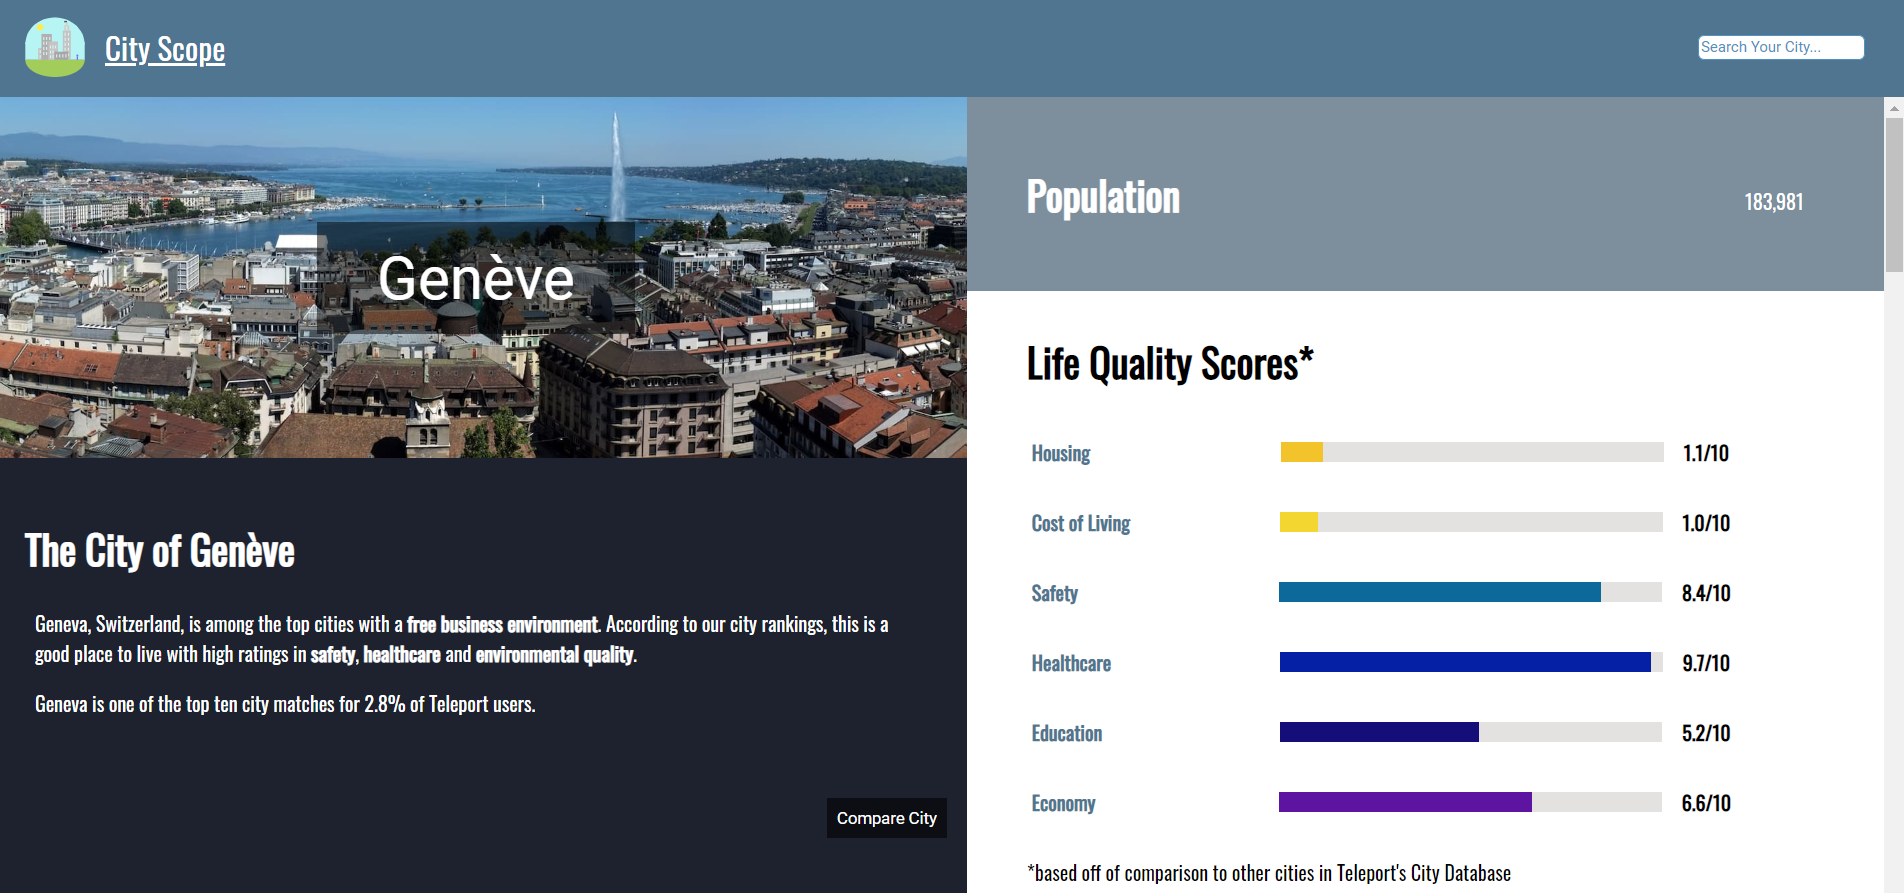 City Scope
Search Your City...
Genève
The City of Genève
Geneva, Switzerland, is among the top cities with a free business environment. According to our city rankings, this is a
good place to live with high ratings in safety, healthcare and environmental quality.
Geneva is one of the top ten city matches for 2.8% of Teleport users.
Compare City
Population 183,981
Life Quality Scores*
Housing 1.1/10
Cost of Living 1.0/10
Safety 8.4/10
Healthcare 9.7/10
Education 5.2/10
Economy 6.6/10
*based off of comparison to other cities in Teleport's City Database